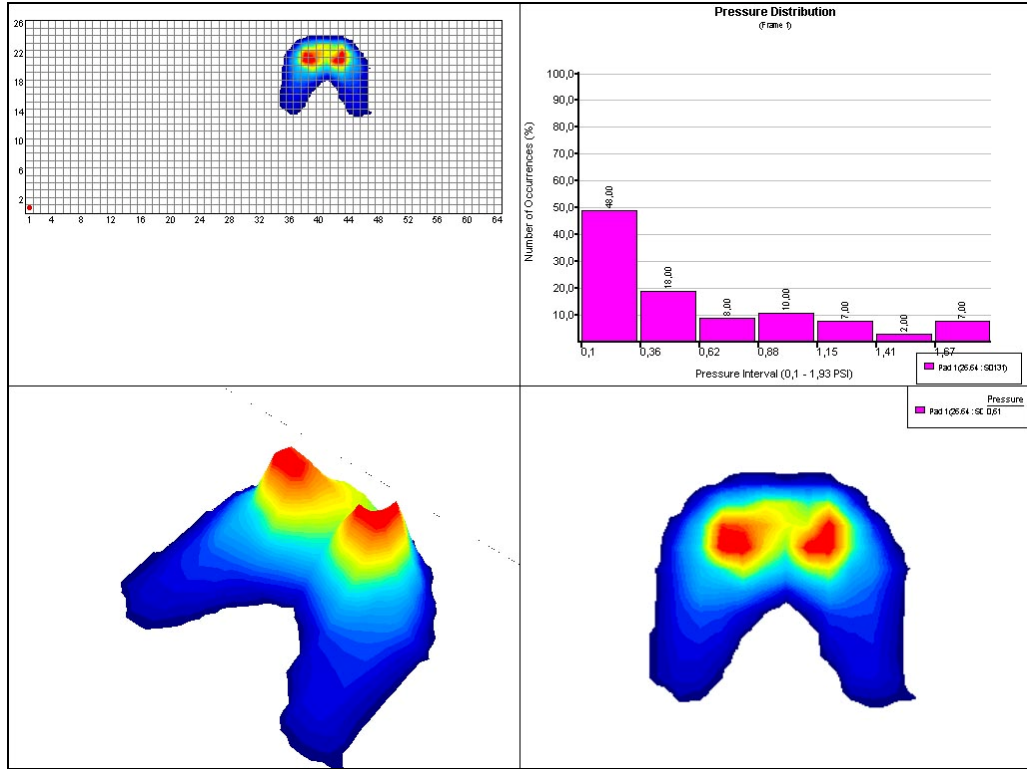 26
22
18
14
10
6
2
1 4 8 12 16 20 24 28 32 36 40 44 48 52 56 60 64
Pressure Distribution
(Frame 1)
Number of Occurrences (%)
100,0
90,0
80,0
70,0
60,0
50,0
40,0
30,0
20,0
10,0
48,00
18,00
8,00
10,00
7,00
2,00
7,00
0,1 0,36 0,62 0,88 1,15 1,41 1,67
Pressure Interval (0,1 - 1,93 PSI)
Pad 1(26.64 :
Pressure
Pad 1(26.64 : 0,61